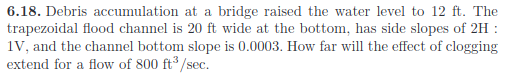 6.18. Debris accumulation at a bridge raised the water level to 12 ft. The
trapezoidal flood channel is 20 ft wide at the bottom, has side slopes of 2H :
1V, and the channel bottom slope is 0.0003. How far will the effect of clogging
extend for a flow of 800 ft³/sec.